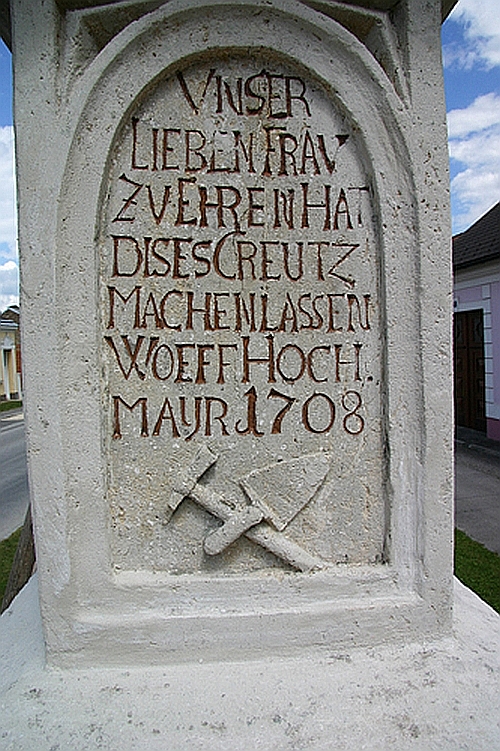 VNSER
LIEBEN FRAV
ZV EHREN HAT
DISES CREUTZ
MACHEN LASSEN
WOEFF HOCH.
MAYR 1708